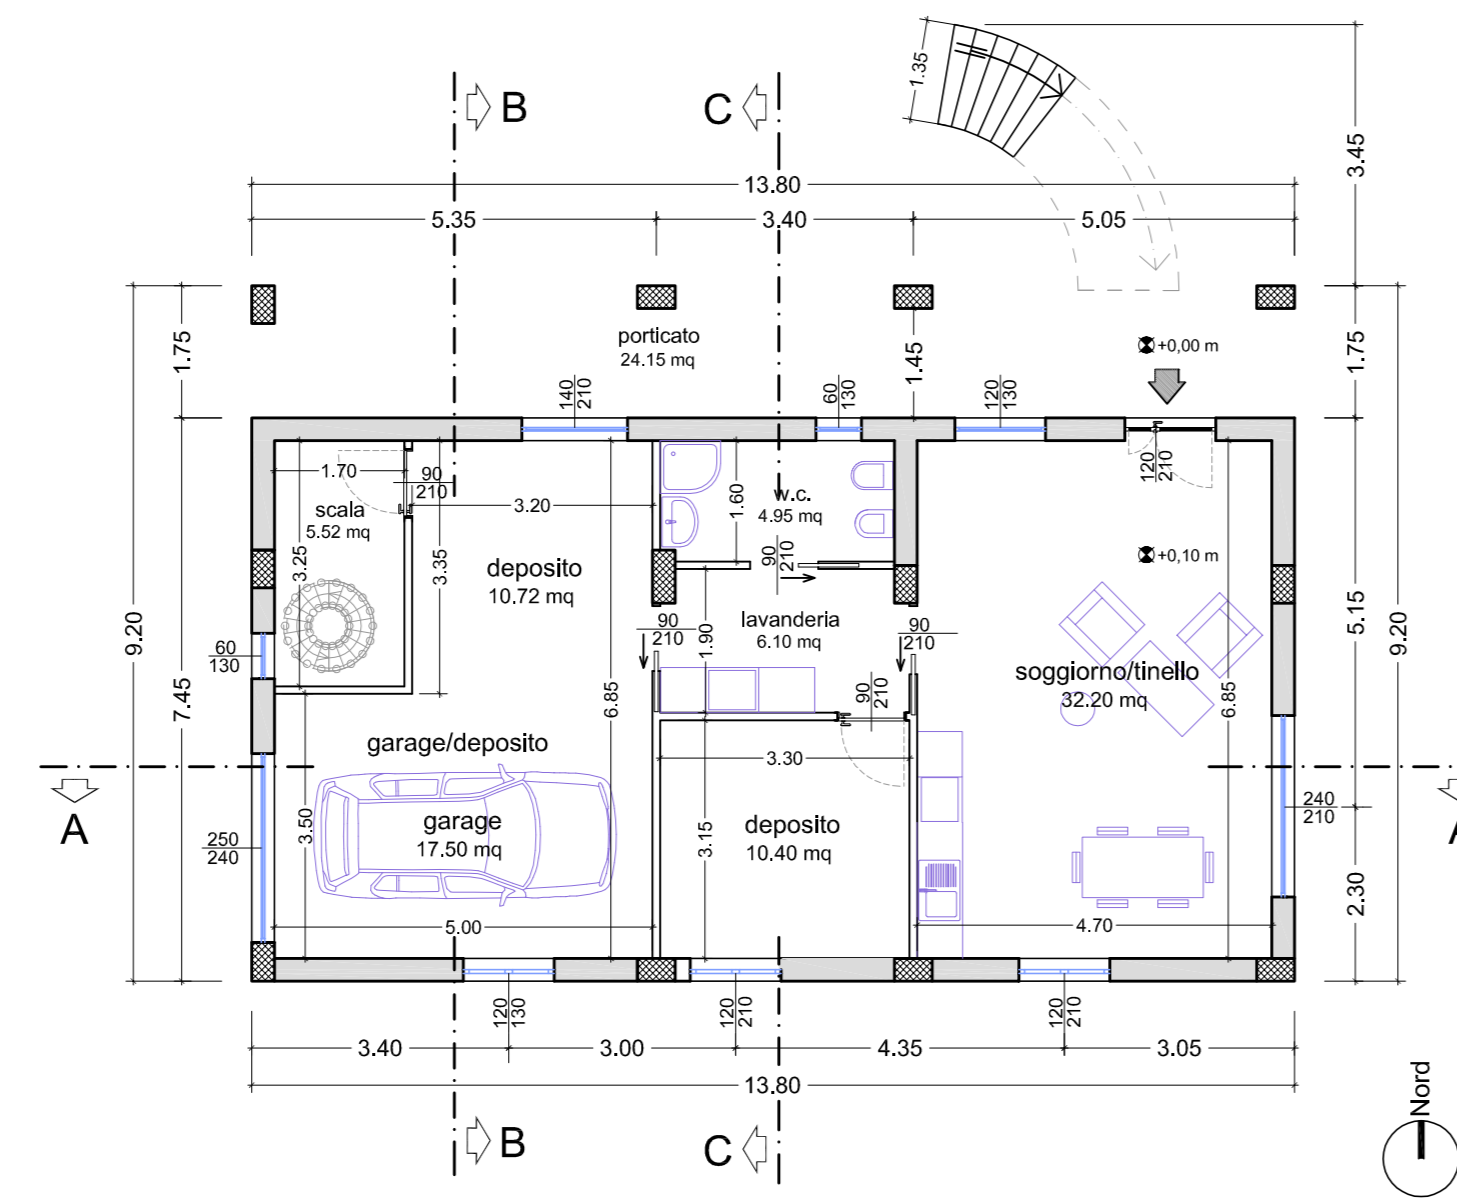 1.35
B
C
3.45
13.80
5.35
3.40
5.05
porticato
24.15 mq
1.75
1.45
+0,00 m
1.75
140
210
60
130
120
130
120
210
1.70
90
210
scala
5.52 mq
3.20
1.60
w.c.
4.95 mq
90
210
+0,10 m
3.25
3.35
deposito
10.72 mq
9.20
7.45
60
130
90
210
1.90
lavanderia
6.10 mq
90
210
5.15
9.20
soggiorno/tinello
32.20 mq
6.85
6.85
90
210
garage/deposito
3.30
A
250
240
3.50
garage
17.50 mq
3.15
deposito
10.40 mq
240
210
A
5.00
4.70
2.30
120
130
120
210
120
210
3.40
3.00
4.35
3.05
13.80
B
C
Nord